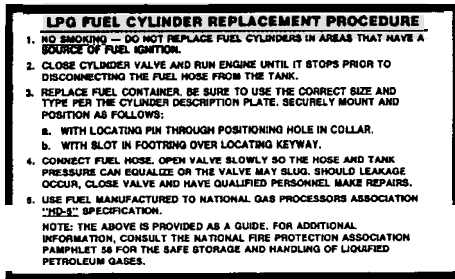 LPG FUEL CYLINDER REPLACEMENT PROCEDURE
1. NO SMOKING — DO NOT REPLACE FUEL CYLINDERS IN AREAS THAT HAVE A
SOURCE OF FUEL IGNITION.
2. CLOSE CYLINDER VALVE AND RUN ENGINE UNTIL IT STOPS PRIOR TO
DISCONNECTING THE FUEL HOSE FROM THE TANK.
3. REPLACE FUEL CONTAINER. BE SURE TO USE THE CORRECT SIZE AND
TYPE PER THE CYLINDER DESCRIPTION PLATE. SECURELY MOUNT AND
POSITION AS FOLLOWS:
a. WITH LOCATING PIN THROUGH POSITIONING HOLE IN COLLAR.
b. WITH SLOT IN FOOTRING OVER LOCATING KEYWAY.
4. CONNECT FUEL HOSE. OPEN VALVE SLOWLY SO THE HOSE AND TANK
PRESSURE CAN EQUALIZE OR THE VALVE MAY SLUG. SHOULD LEAKAGE
OCCUR, CLOSE VALVE AND HAVE QUALIFIED PERSONNEL MAKE REPAIRS.
5. USE FUEL MANUFACTURED TO NATIONAL GAS PROCESSORS ASSOCIATION
"HD-5" SPECIFICATION.
NOTE: THE ABOVE IS PROVIDED AS A GUIDE. FOR ADDITIONAL
INFORMATION, CONSULT THE NATIONAL FIRE PROTECTION ASSOCIATION
PAMPHLET 58 FOR THE SAFE STORAGE AND HANDLING OF LIQUIFIED
PETROLEUM GASES.